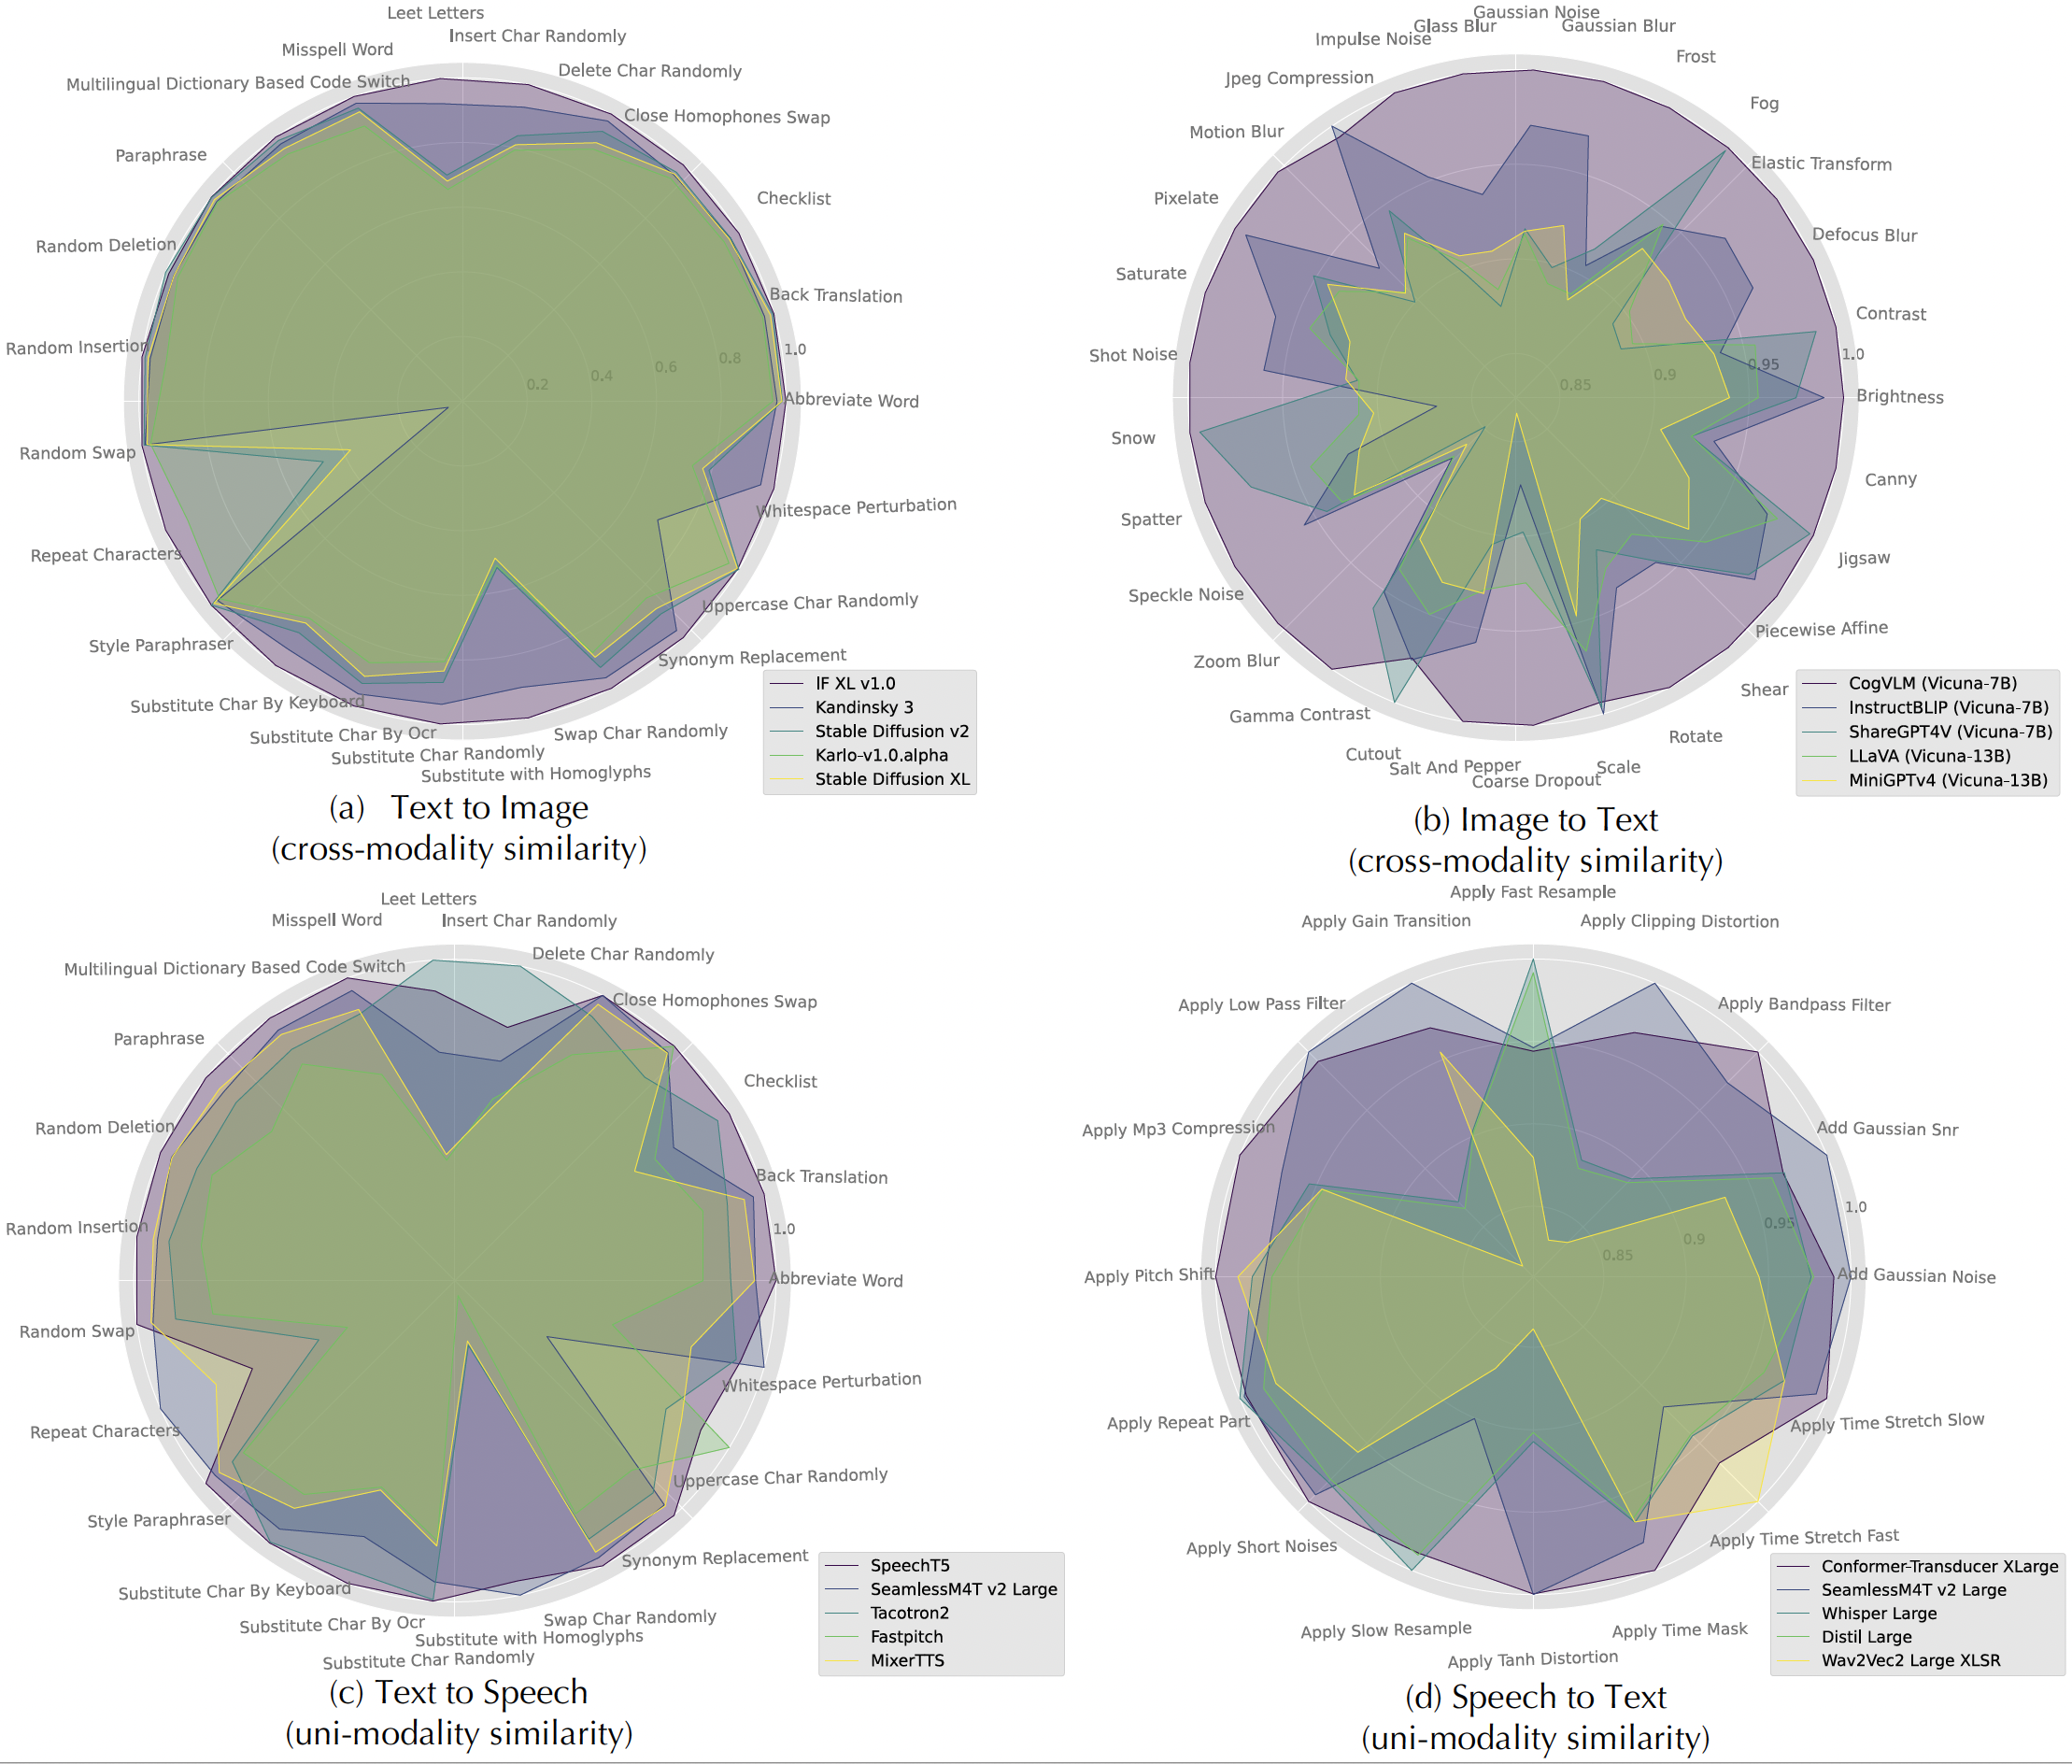 Leet Letters
Insert Char Randomly
Misspell Word
Delete Char Randomly
Multilingual Dictionary Based Code Switch
Close Homophones Swap
Paraphrase
Checklist
Random Deletion
Back Translation
Random Insertion
1.0
0.8
0.6
0.4
0.2
Abbreviate Word
Random Swap
Whitespace Perturbation
Repeat Characters
Uppercase Char Randomly
Style Paraphraser
Synonym Replacement
Substitute Char By Keyboard
Swap Char Randomly
Substitute Char By Ocr
Substitute Char Randomly
Substitute with Homoglyphs
IF XL v1.0
Kandinsky 3
Stable Diffusion v2
Karlo-v1.0.alpha
Stable Diffusion XL
(a) Text to Image
(cross-modality similarity)
Gaussian Noise
Glass Blur
Gaussian Blur
Impulse Noise
Frost
Jpeg Compression
Fog
Motion Blur
Elastic Transform
Pixelate
Defocus Blur
Saturate
Contrast
Shot Noise
1.0
0.95
0.9
0.85
Brightness
Snow
Canny
Spatter
Jigsaw
Speckle Noise
Piecewise Affine
Zoom Blur
Shear
Gamma Contrast
Rotate
Cutout
Scale
Salt And Pepper
Coarse Dropout
CogVLM (Vicuna-7B)
InstructBLIP (Vicuna-7B)
ShareGPT4V (Vicuna-7B)
LLaVA (Vicuna-13B)
MiniGPTv4 (Vicuna-13B)
(b) Image to Text
(cross-modality similarity)
Leet Letters
Insert Char Randomly
Misspell Word
Delete Char Randomly
Multilingual Dictionary Based Code Switch
Close Homophones Swap
Paraphrase
Checklist
Random Deletion
Back Translation
Random Insertion
1.0
Abbreviate Word
Random Swap
Whitespace Perturbation
Repeat Characters
Uppercase Char Randomly
Style Paraphraser
Synonym Replacement
Substitute Char By Keyboard
Swap Char Randomly
Substitute Char By Ocr
Substitute with Homoglyphs
Substitute Char Randomly
SpeechT5
SeamlessM4T v2 Large
Tacotron2
Fastpitch
MixerTTS
(c) Text to Speech
(uni-modality similarity)
Apply Fast Resample
Apply Gain Transition
Apply Clipping Distortion
Apply Low Pass Filter
Apply Bandpass Filter
Apply Mp3 Compression
Add Gaussian Snr
1.0
0.95
0.9
0.85
Apply Pitch Shift
Add Gaussian Noise
Apply Repeat Part
Apply Time Stretch Slow
Apply Short Noises
Apply Time Stretch Fast
Apply Slow Resample
Apply Time Mask
Apply Tanh Distortion
Conformer-Transducer XLarge
SeamlessM4T v2 Large
Whisper Large
Distil Large
Wav2Vec2 Large XLSR
(d) Speech to Text
(uni-modality similarity)